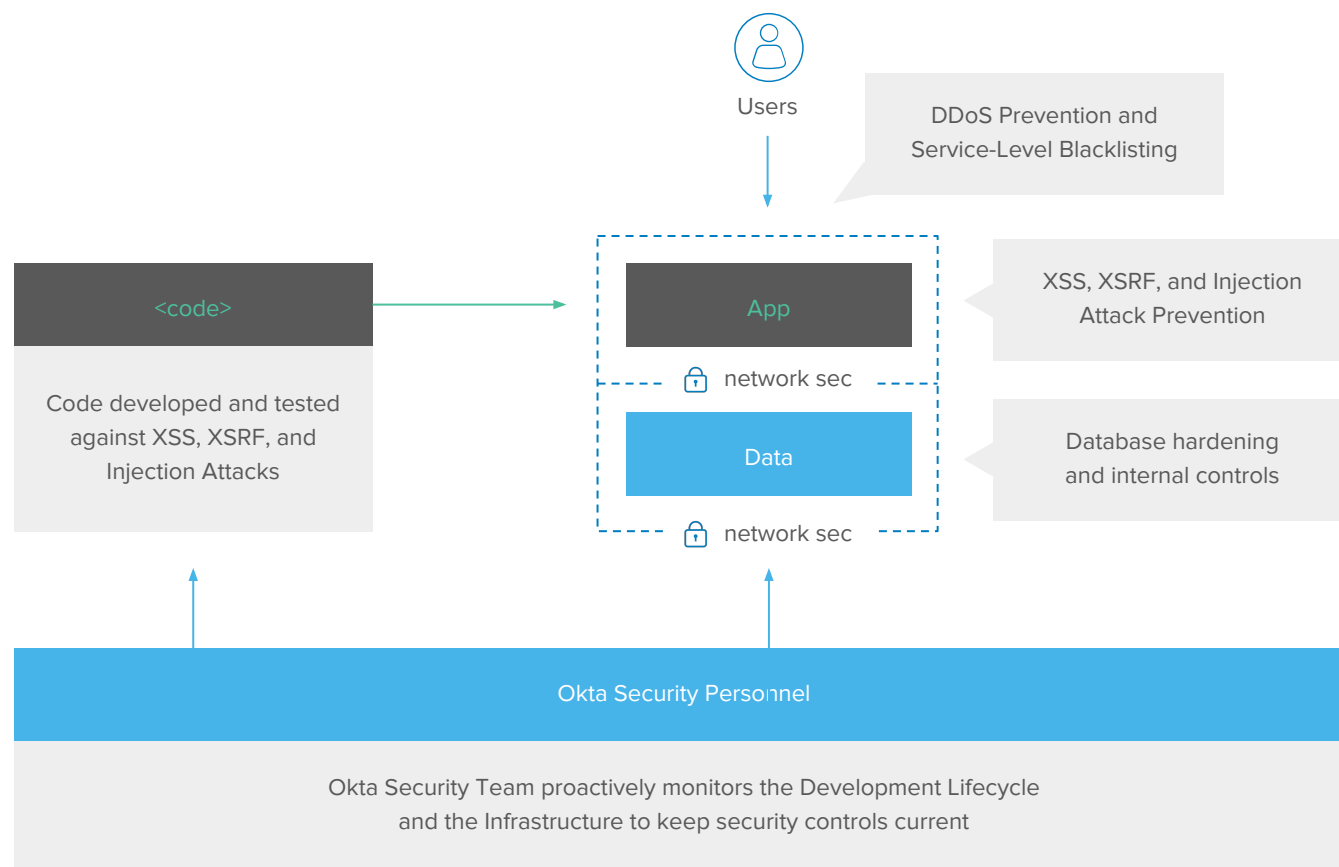 Users
DDoS Prevention and
Service-Level Blacklisting
<code>
Code developed and tested
against XSS, XSRF, and
Injection Attacks
App
network sec
Data
network sec
XSS, XSRF, and Injection
Attack Prevention
Database hardening
and internal controls
Okta Security Personnel
Okta Security Team proactively monitors the Development Lifecycle
and the Infrastructure to keep security controls current